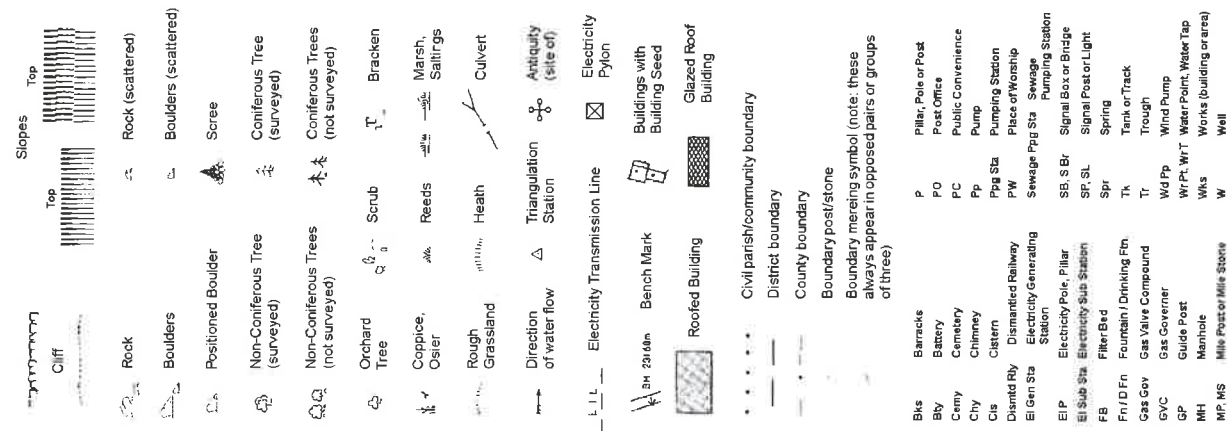 Slopes
Cliff
Top
Top
Rock
Rock (scattered)
Boulders
Boulders (scattered)
Positioned Boulder
Scree
Non-Coniferous Tree
(surveyed)
Coniferous Tree
(surveyed)
Non-Coniferous Trees
(not surveyed)
Coniferous Trees
(not surveyed)
Orchard
Tree
Scrub
Bracken
Coppice,
Osier
Reeds
Marsh,
Saltings
Rough
Grassland
Heath
Culvert
Direction
of water flow
Triangulation
Station
Antiquity
(site of)
Electricity Transmission Line
Electricity
Pylon
BM 231.60m
Bench Mark
Buildings with
Building Seed
Roofed Building
Glazed Roof
Building
Civil parish/community boundary
District boundary
County boundary
Boundary post/stone
Boundary mereing symbol (note: these
always appear in opposed pairs or groups
of three)
Bks Barracks
Bty Battery
Cemy Cemetery
Chy Chimney
Cis Cistern
Dismtd Rly Dismantled Railway
El Gen Sta Electricity Generating
Station
El P Electricity Pole, Pillar
El Sub Sta Electricity Sub Station
FB Filter Bed
Fn / D Fn Fountain / Drinking Ftn.
Gas Gov Gas Valve Compound
GVC Gas Governer
GP Guide Post
MH Manhole
MP, MS Mile Post or Mile Stone
P Pillar, Pole or Post
PO Post Office
PC Public Convenience
Pp Pump
Ppg Sta Pumping Station
PW Place of Worship
Sewage Ppg Sta Sewage
Pumping Station
SB, S Br Signal Box or Bridge
SP, SL Signal Post or Light
Spr Spring
Tk Tank or Track
Tr Trough
Wd Pp Wind Pump
Wr Pt, Wr T Water Point, Water Tap
Wks Works (building or area)
W Well